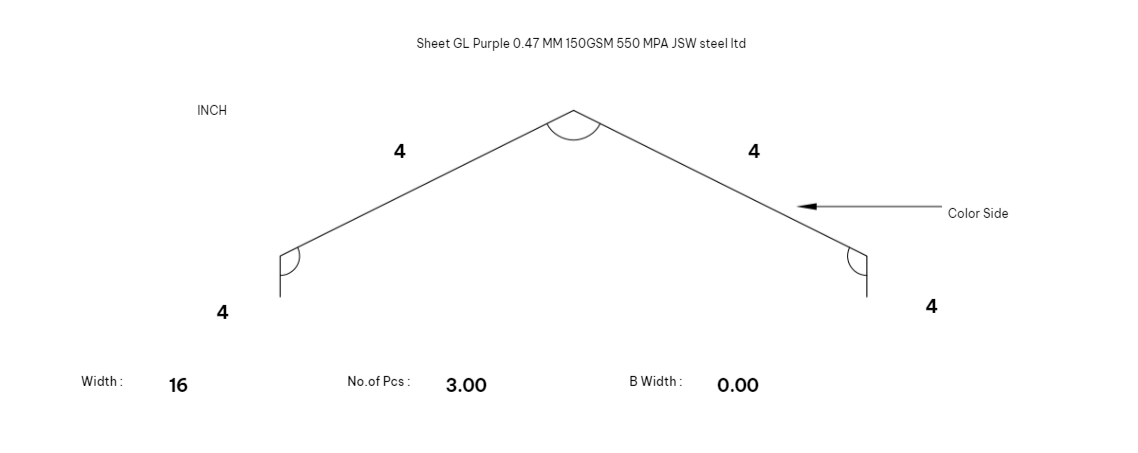 Sheet GL Purple 0.47 MM 150GSM 550 MPA JSW steel ltd
INCH
4
4
Color Side
4
4
Width : 16 No.of Pcs : 3.00 B Width : 0.00